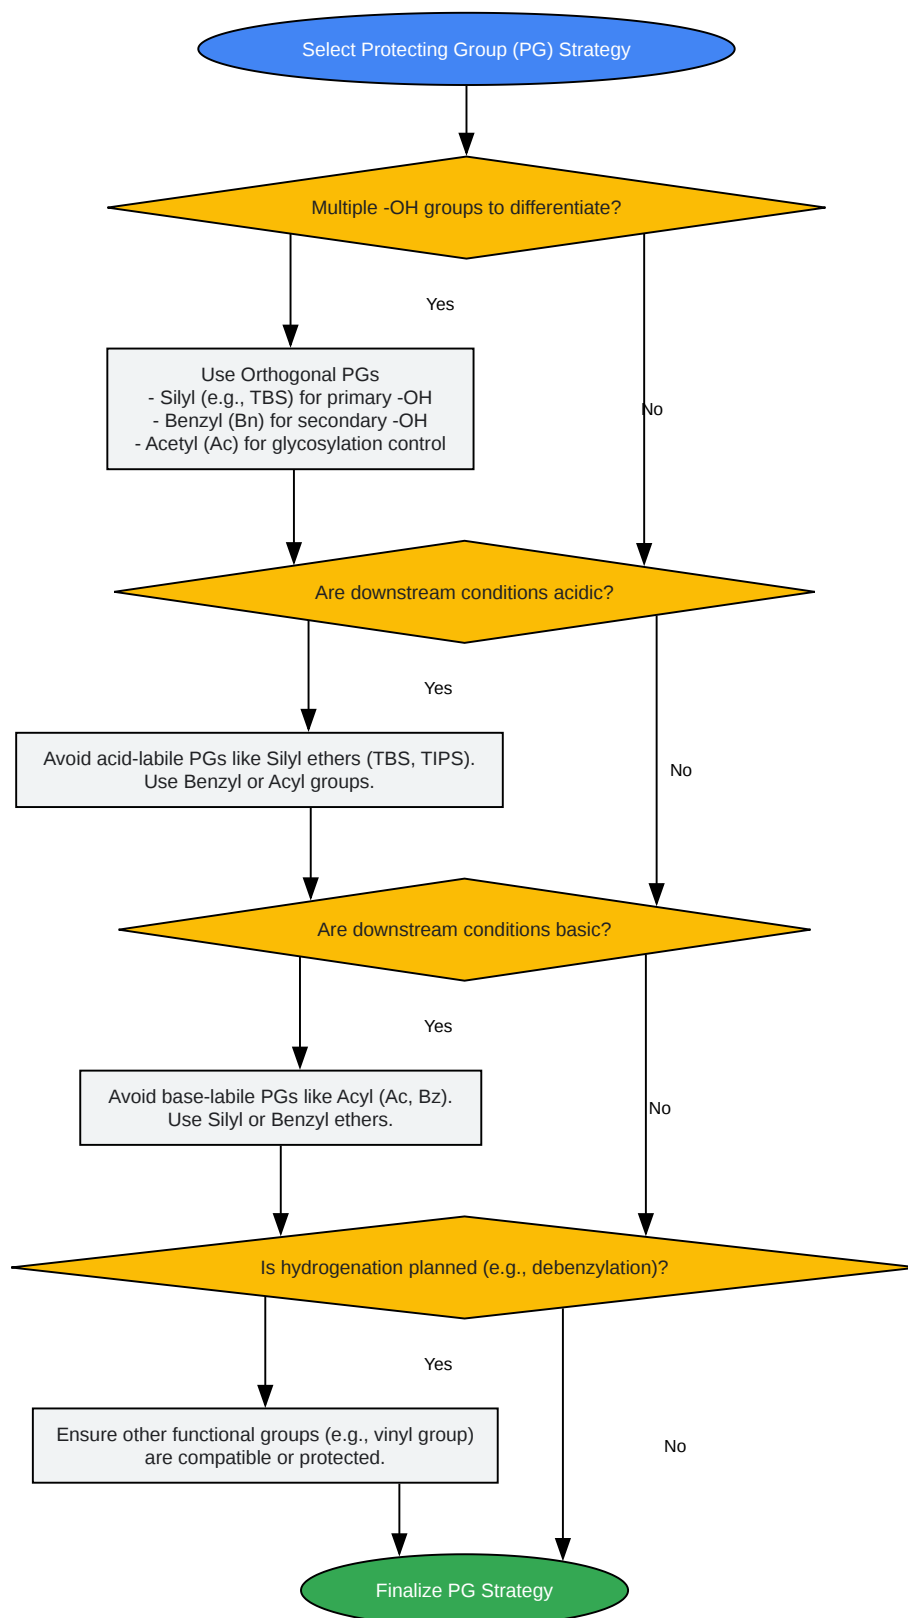 Select Protecting Group (PG) Strategy
Multiple -OH groups to differentiate?
Yes
Use Orthogonal PGs
- Silyl (e.g., TBS) for primary -OH
- Benzyl (Bn) for secondary -OH
- Acetyl (Ac) for glycosylation control
No
Are downstream conditions acidic?
Yes
Avoid acid-labile PGs like Silyl ethers (TBS, TIPS).
Use Benzyl or Acyl groups.
No
Are downstream conditions basic?
Yes
Avoid base-labile PGs like Acyl (Ac, Bz).
Use Silyl or Benzyl ethers.
No
Is hydrogenation planned (e.g., debenzylation)?
Yes
Ensure other functional groups (e.g., vinyl group)
are compatible or protected.
No
Finalize PG Strategy